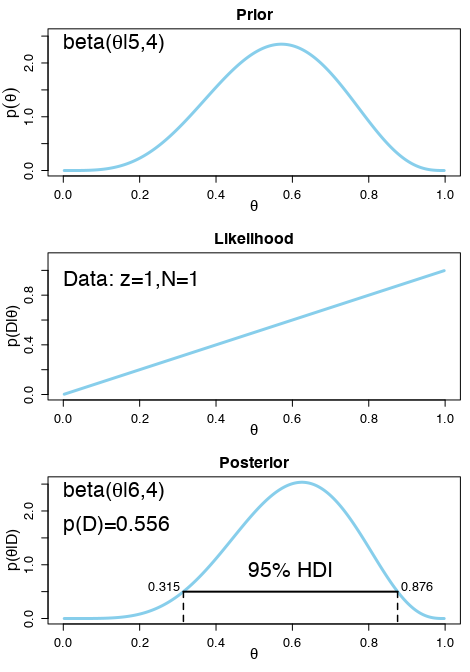 Prior
beta(θ|5,4)
p(θ)
0.0 1.0 2.0
0.0 0.2 0.4 0.6 0.8 1.0
θ
Likelihood
Data: z=1,N=1
p(D|θ)
0.0 0.4 0.8
0.0 0.2 0.4 0.6 0.8 1.0
θ
Posterior
beta(θ|6,4)
p(D)=0.556
95% HDI
0.315 0.876
p(θ|D)
0.0 1.0 2.0
0.0 0.2 0.4 0.6 0.8 1.0
θ